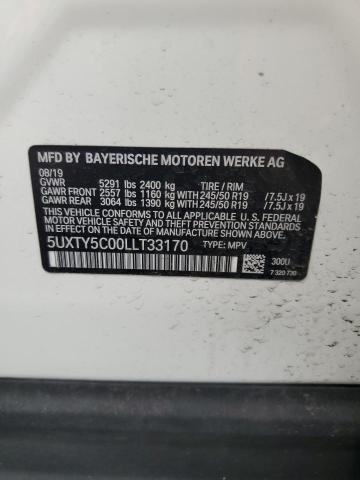 MFD BY BAYERISCHE MOTOREN WERKE AG
08/19
GVWR 5291 lbs 2400 kg TIRE / RIM
GAWR FRONT 2557 lbs 1160 kg WITH 245/50 R19 /7.5J x 19
GAWR REAR 3064 lbs 1390 kg WITH 245/50 R19 /7.5J x 19
THIS VEHICLE CONFORMS TO ALL APPLICABLE U.S. FEDERAL
MOTOR VEHICLE SAFETY AND THEFT PREVENTION STANDARDS
IN EFFECT ON THE DATE OF MANUFACTURE SHOWN ABOVE.
5UXTY5C00LLT33170 TYPE: MPV
300U
7 320 730